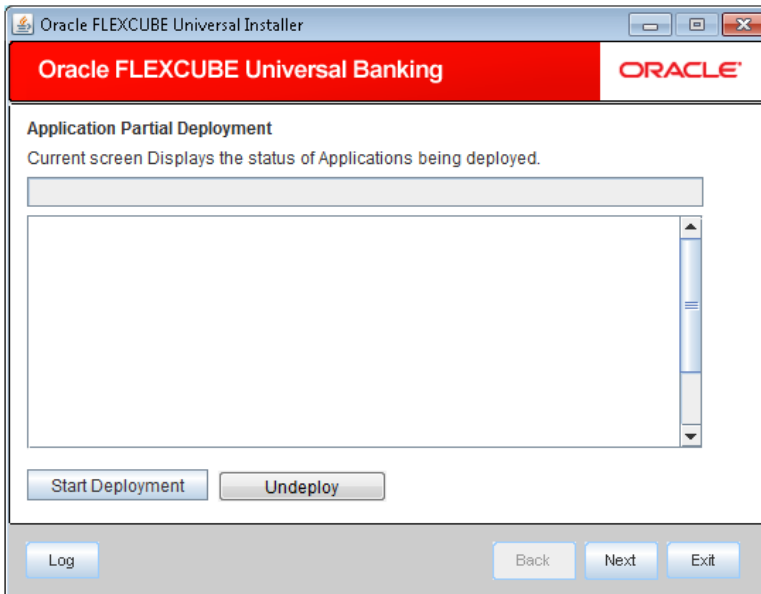 Oracle FLEXCUBE Universal Installer
Oracle FLEXCUBE Universal Banking
ORACLE
Application Partial Deployment
Current screen Displays the status of Applications being deployed.
Start Deployment Undeploy
Log Back Next Exit